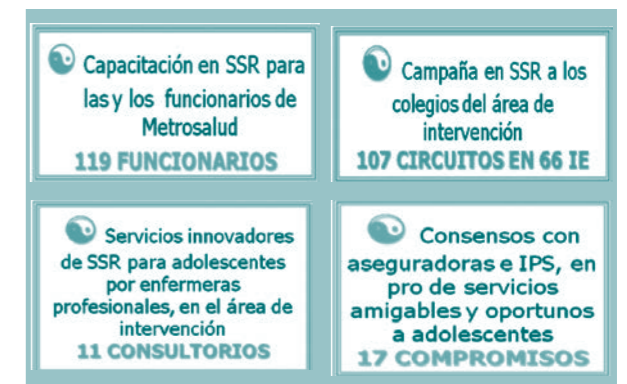 Capacitación en SSR para
las y los funcionarios de
Metrosalud
119 FUNCIONARIOS
Campaña en SSR a los
colegios del área de
intervención
107 CIRCUITOS EN 66 IE
Servicios innovadores
de SSR para adolescentes
por enfermeras
profesionales, en el área de
intervención
11 CONSULTORIOS
Consensos con
aseguradoras e IPS, en
pro de servicios
amigables y oportunos
a adolescentes
17 COMPROMISOS